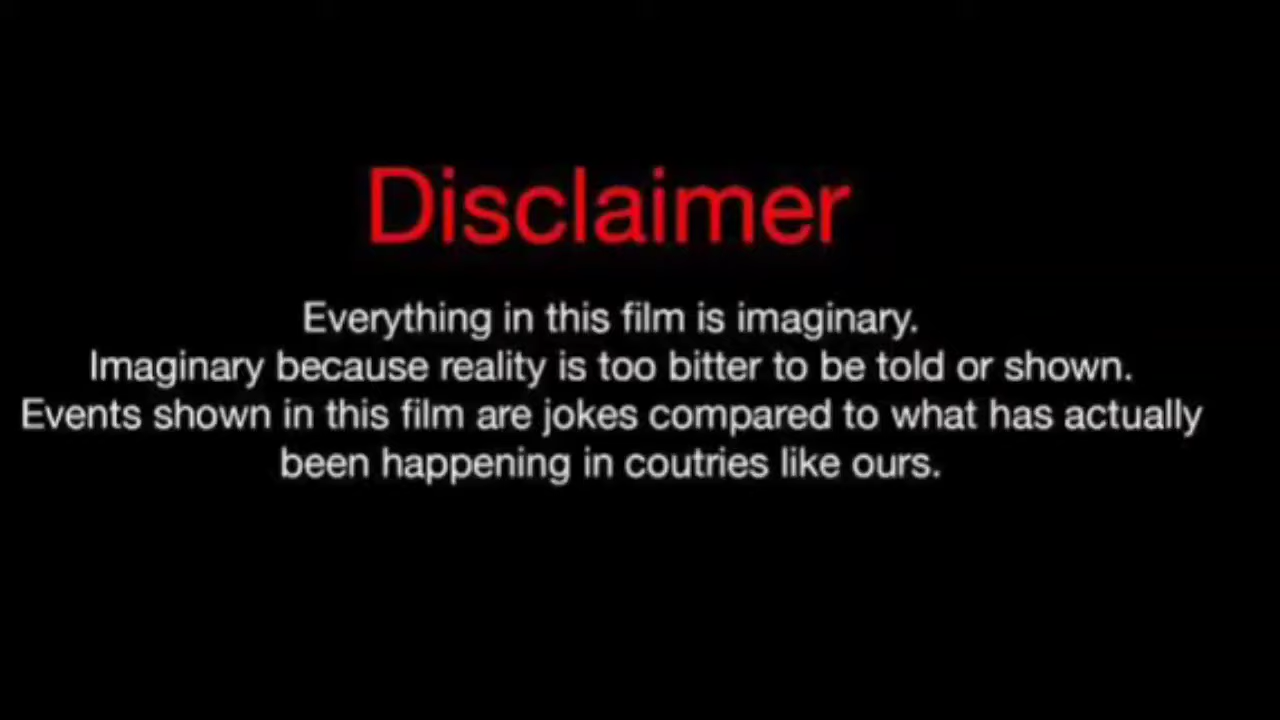 Disclaimer
Everything in this film is imaginary.
Imaginary because reality is too bitter to be told or shown.
Events shown in this film are jokes compared to what has actually
been happening in coutries like ours.